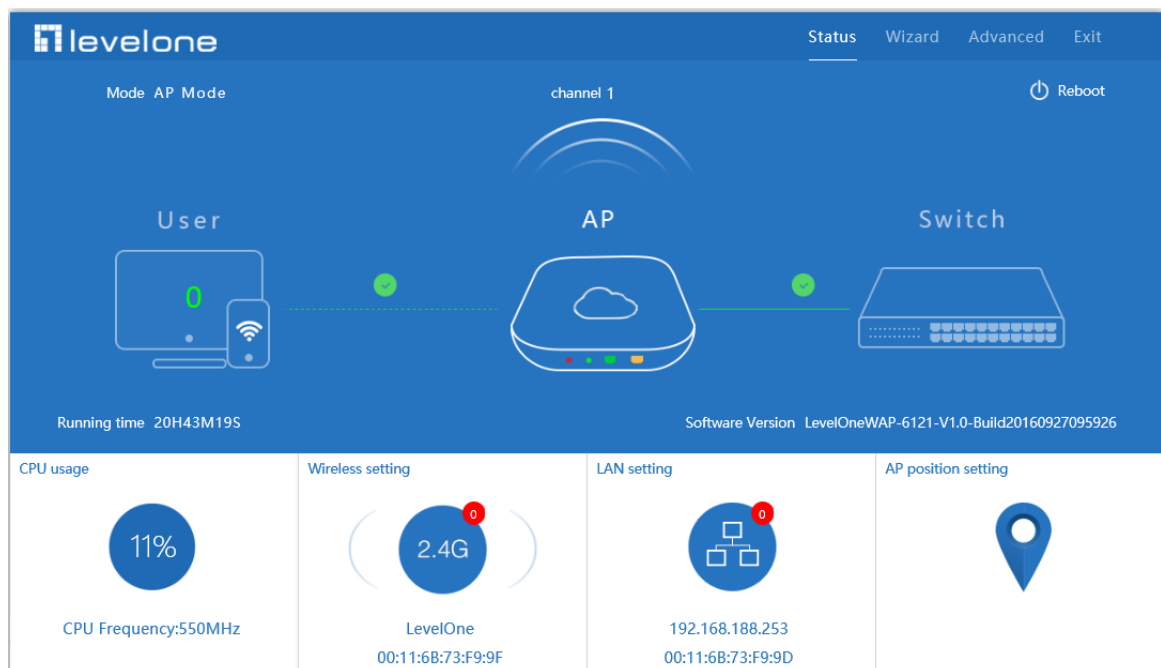 levelone
Status Wizard Advanced Exit
Mode AP Mode
channel 1
Reboot
User
AP
Switch
0
Running time 20H43M19S
Software Version LevelOneWAP-6121-V1.0-Build20160927095926
CPU usage
11%
CPU Frequency:550MHz
Wireless setting
0
2.4G
LevelOne
00:11:6B:73:F9:9F
LAN setting
0
192.168.188.253
00:11:6B:73:F9:9D
AP position setting